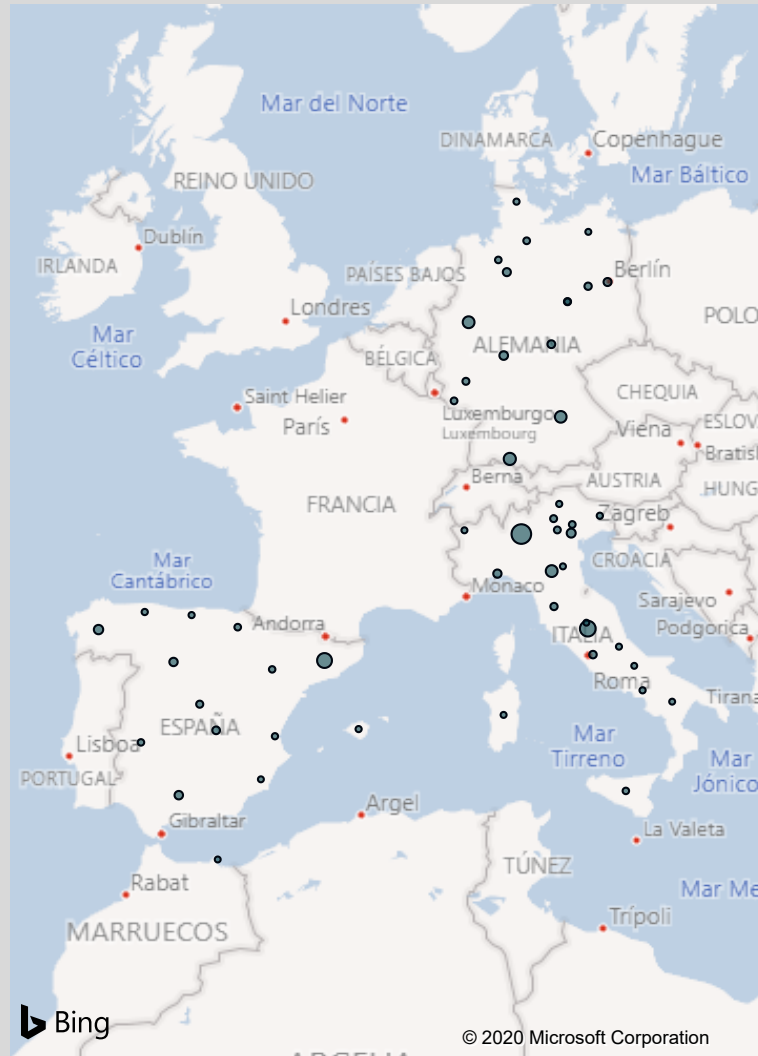 Mar del Norte
DINAMARCA
Copenhague
Mar Báltico
REINO UNIDO
Dublín
IRLANDA
PAÍSES BAJOS
Berlín
Londres
POLO
Mar
Céltico
ALEMANIA
BÉLGICA
CHEQUIA
Saint Helier
París
Luxemburgo
Luxembourg
Viena
ESLOV
Bratisl
Berna
AUSTRIA
HUNG
FRANCIA
Zagreb
Mar
Cantábrico
CROACIA
Mónaco
Sarajevo
Andorra
ITALIA
Podgorica
Roma
Tirana
ESPAÑA
Lisboa
PORTUGAL
Mar
Tirreno
Mar
Jónico
Argel
Gibraltar
La Valeta
TÚNEZ
Rabat
Mar Me
Trípoli
MARRUECOS
Bing
© 2020 Microsoft Corporation